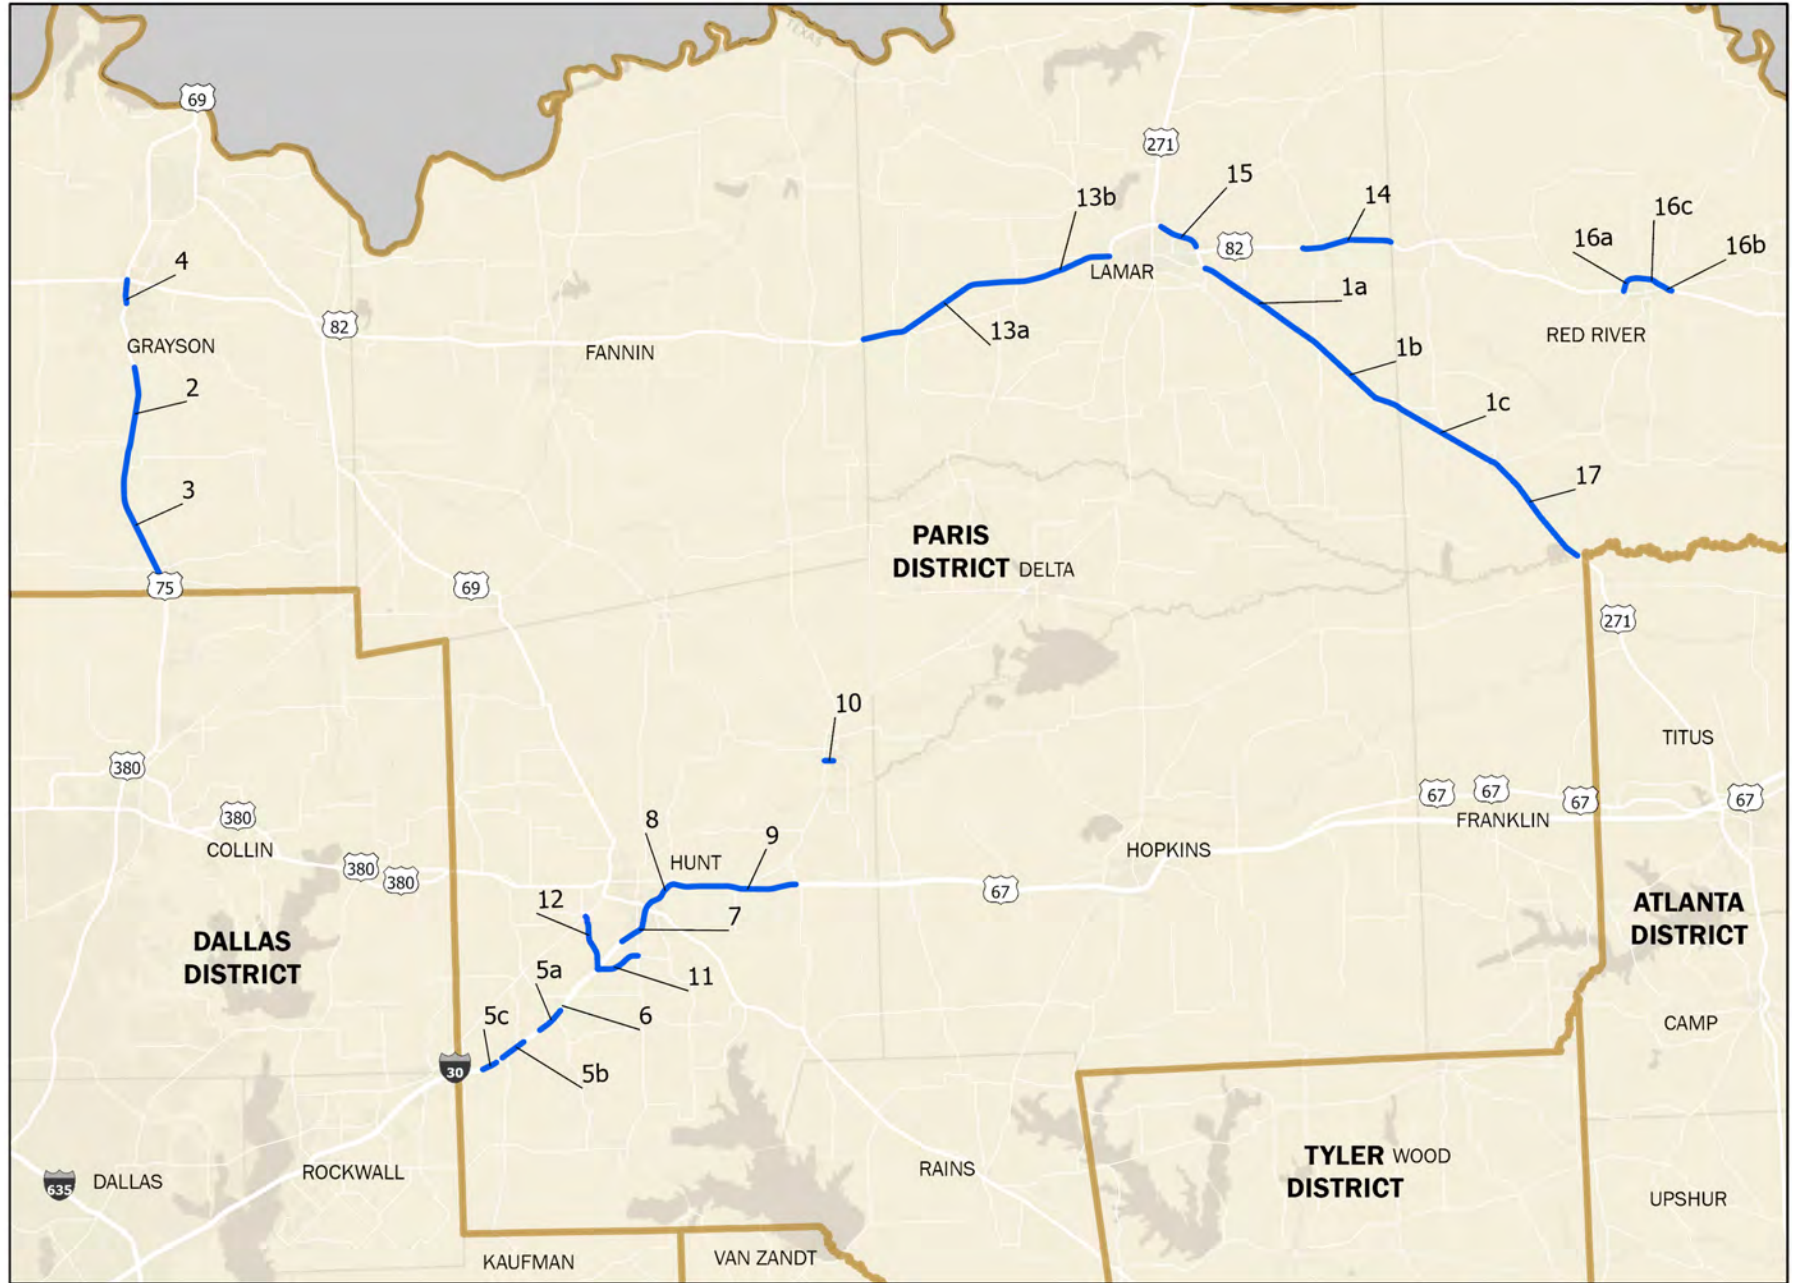 TEXAS
69
271
15
14
13b
16c
16a
16b
82
4
LAMAR
1a
82
13a
RED RIVER
GRAYSON
FANNIN
1b
2
1c
17
3
PARIS
DISTRICT
DELTA
75
69
271
10
TITUS
380
67
67
67
67
380
8
9
FRANKLIN
COLLIN
HUNT
HOPKINS
380
380
67
12
7
ATLANTA
DISTRICT
DALLAS
DISTRICT
5a
11
5c
6
CAMP
30
5b
TYLER
DISTRICT
WOOD
ROCKWALL
RAINS
635
DALLAS
UPSHUR
KAUFMAN
VAN ZANDT